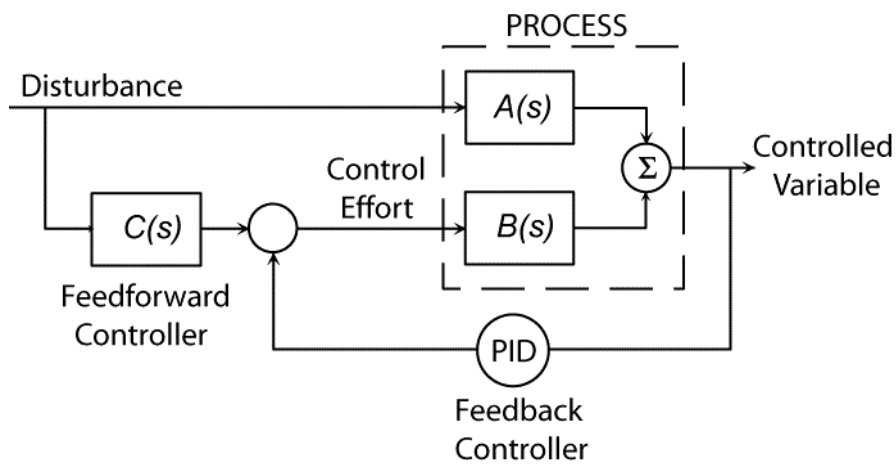 PROCESS
Disturbance
A(s)
Controlled
Variable
Σ
Control
Effort
C(s)
B(s)
Feedforward
Controller
PID
Feedback
Controller